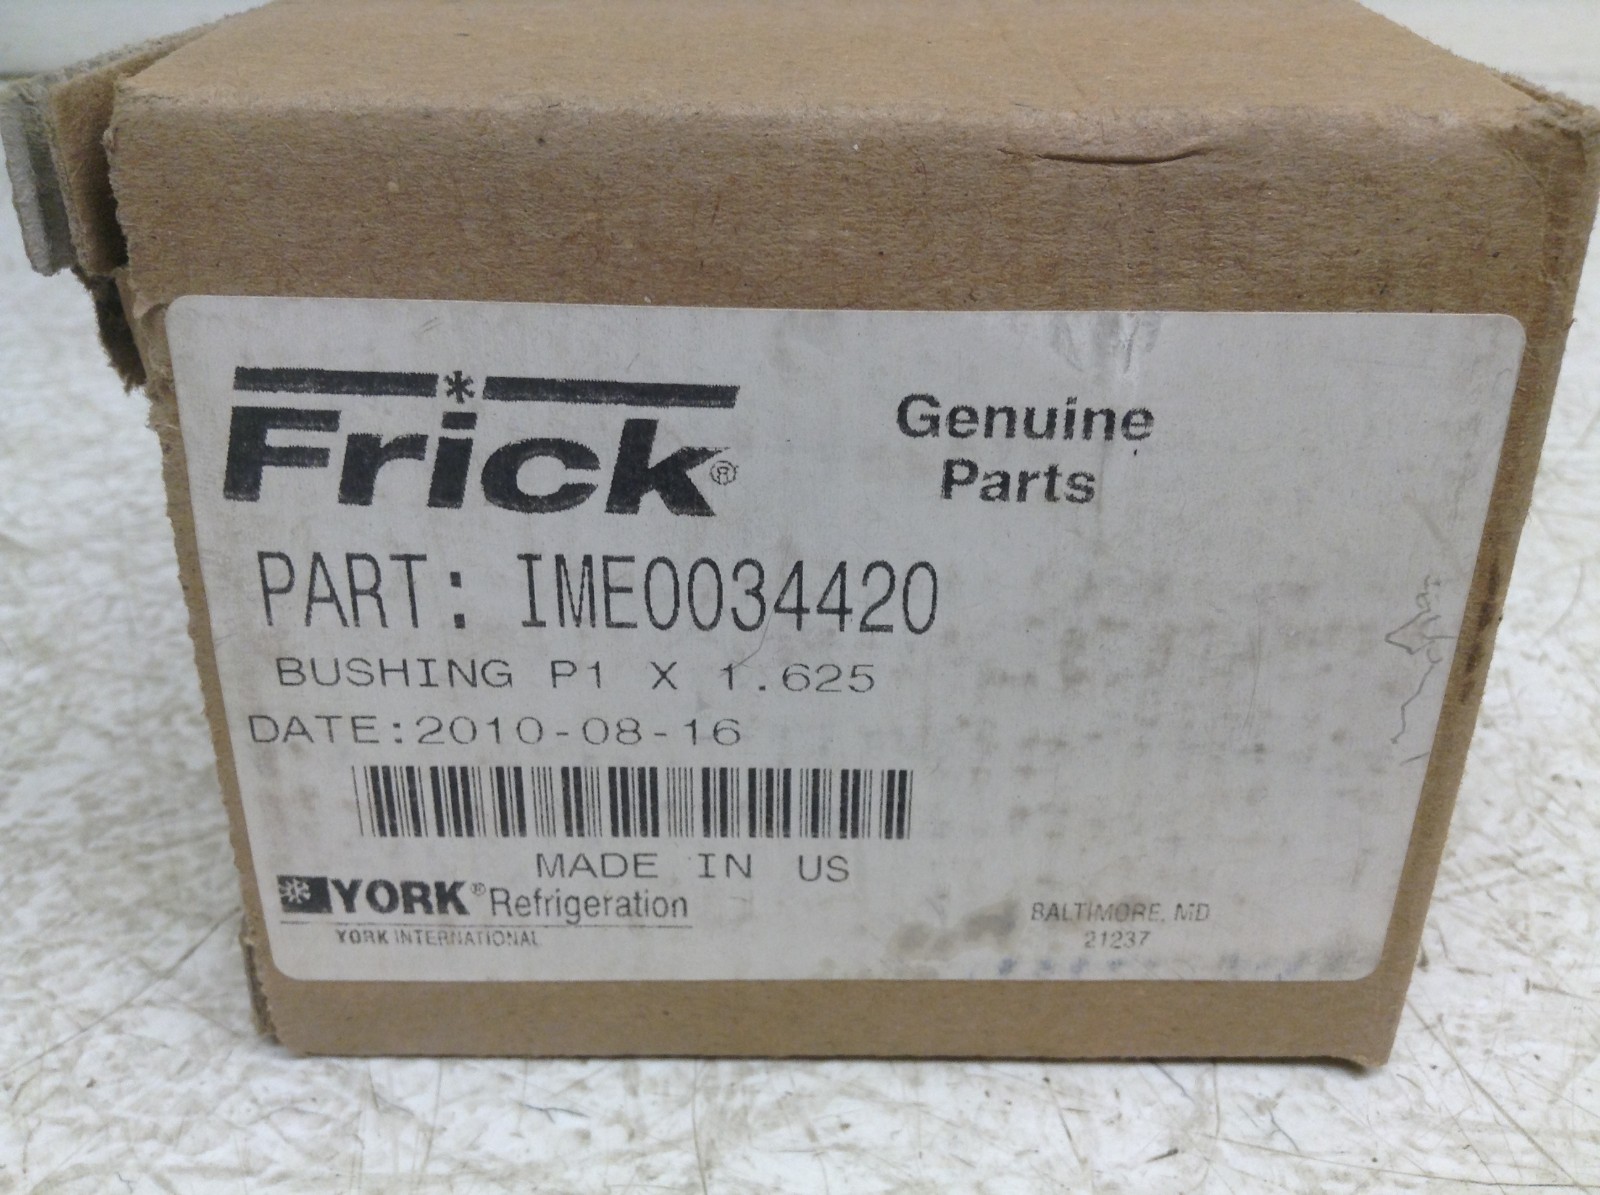 Frick®
Genuine
Parts
PART: IME0034420
BUSHING P1 X 1.625
DATE:2010-08-16
MADE IN US
YORK® Refrigeration
YORK INTERNATIONAL
BALTIMORE, MD
21237